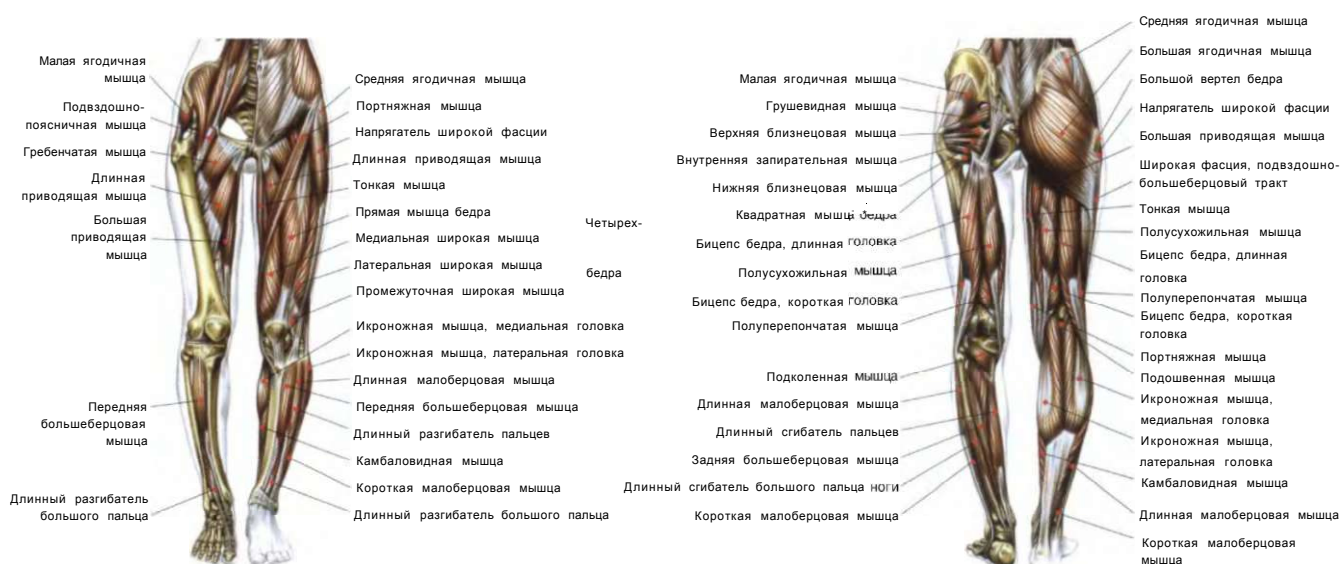 Малая ягодичная
мышца
Подвздошно-
поясничная мышца
Гребенчатая мышца
Длинная
приводящая мышца
Большая
приводящая
мышца
Передняя
большеберцовая
мышца
Длинный разгибатель
большого пальца
Средняя ягодичная мышца
Портняжная мышца
Напрягатель широкой фасции
Длинная приводящая мышца
Тонкая мышца
Прямая мышца бедра
Медиальная широкая мышца
Латеральная широкая мышца
Промежуточная широкая мышца
Четырех-
бедра
Икроножная мышца, медиальная головка
Икроножная мышца, латеральная головка
Длинная малоберцовая мышца
Передняя большеберцовая мышца
Длинный разгибатель пальцев
Камбаловидная мышца
Короткая малоберцовая мышца
Длинный разгибатель большого пальца
Малая ягодичная мышца
Грушевидная мышца
Верхняя близнецовая мышца
Внутренняя запирательная мышца
Нижняя близнецовая мышца
Квадратная мышца бедра
Бицепс бедра, длинная головка
Полусухожильная мышца
Бицепс бедра, короткая головка
Полуперепончатая мышца
Подколенная мышца
Длинная малоберцовая мышца
Длинный сгибатель пальцев
Задняя большеберцовая мышца
Длинный сгибатель большого пальца ноги
Короткая малоберцовая мышца
Средняя ягодичная мышца
Большая ягодичная мышца
Большой вертел бедра
Напрягатель широкой фасции
Большая приводящая мышца
Широкая фасция, подвздошно-
большеберцовый тракт
Тонкая мышца
Полусухожильная мышца
Бицепс бедра, длинная
головка
Полуперепончатая мышца
Бицепс бедра, короткая
головка
Портняжная мышца
Подошвенная мышца
Икроножная мышца,
медиальная головка
Икроножная мышца,
латеральная головка
Камбаловидная мышца
Длинная малоберцовая мышца
Короткая малоберцовая
мышца